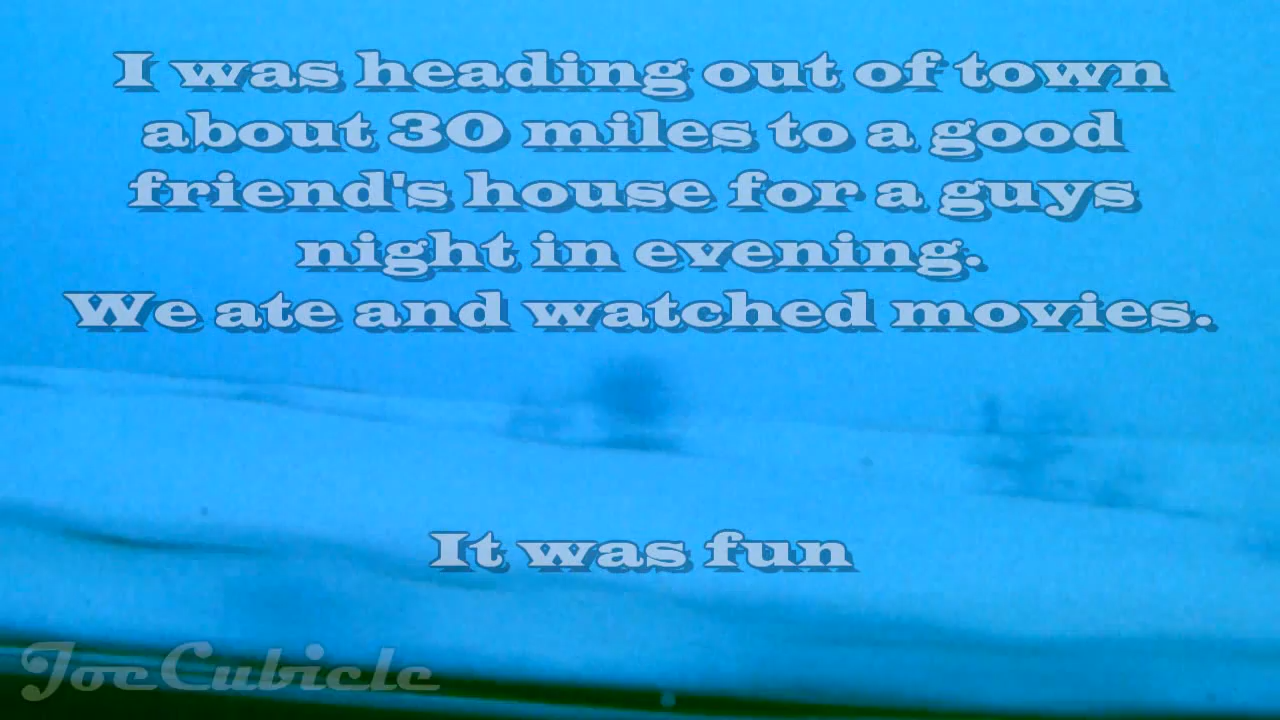 I was heading out of town
about 30 miles to a good
friend's house for a guys
night in evening.
We ate and watched movies.
It was fun
JoeCubicle